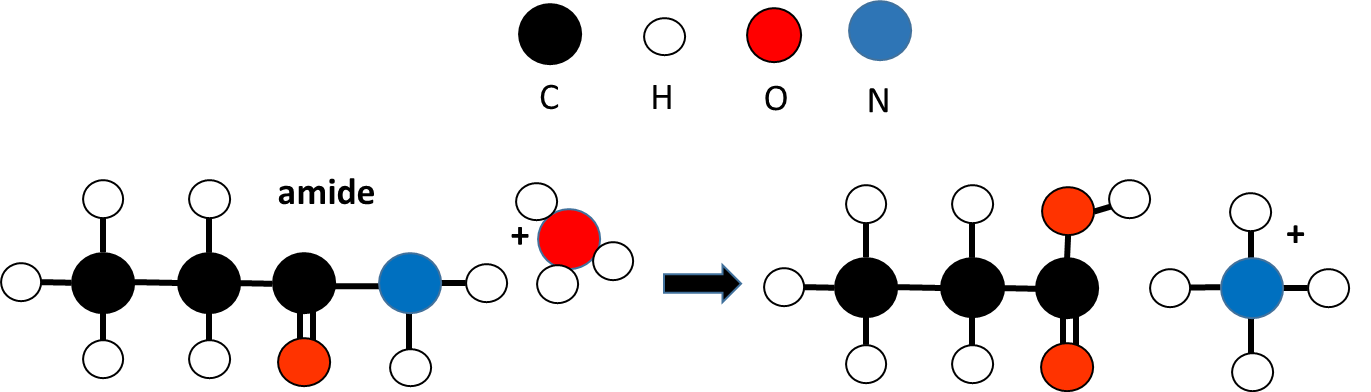 C H O N
amide
+
+